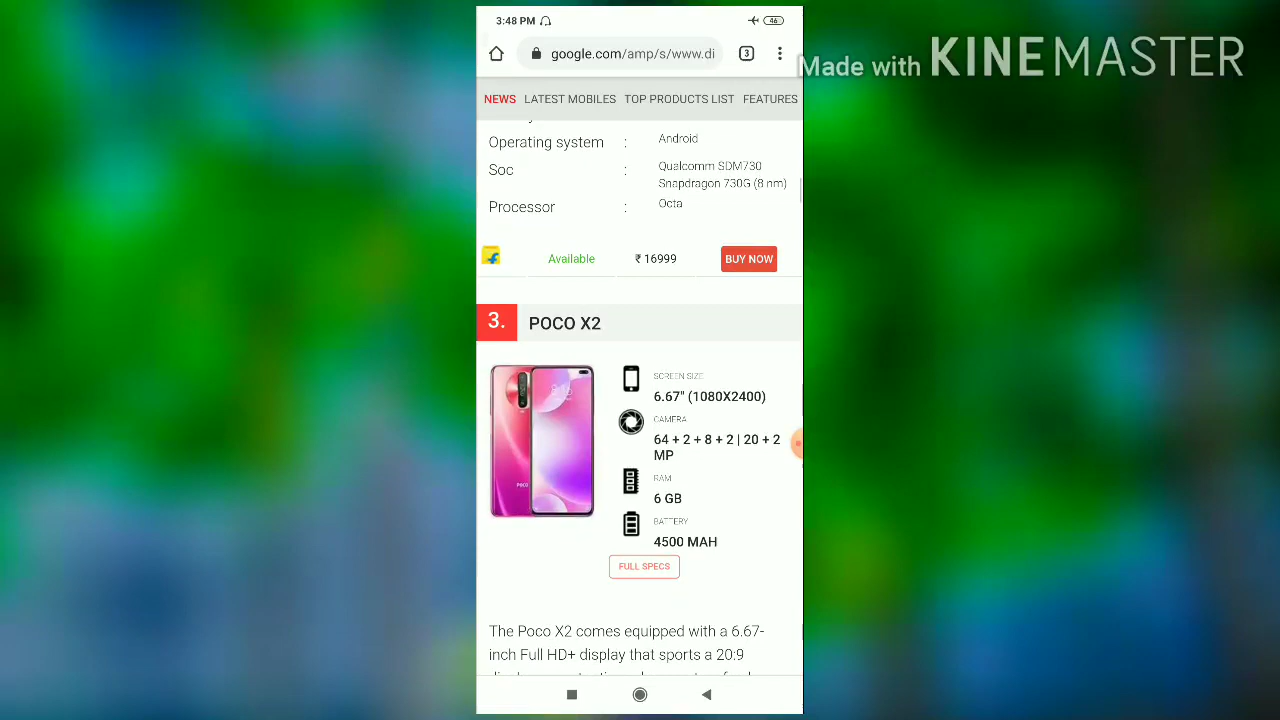 3:48 PM
46
Made with KINEMASTER
google.com/amp/s/www.di
3
NEWS LATEST MOBILES TOP PRODUCTS LIST FEATURES
Operating system : Android
Soc : Qualcomm SDM730
Snapdragon 730G (8 nm)
Processor : Octa
Available ₹ 16999 BUY NOW
3. POCO X2
SCREEN SIZE
6.67" (1080X2400)
CAMERA
64 + 2 + 8 + 2 | 20 + 2
MP
RAM
6 GB
BATTERY
4500 MAH
POCO
FULL SPECS
The Poco X2 comes equipped with a 6.67-
inch Full HD+ display that sports a 20:9